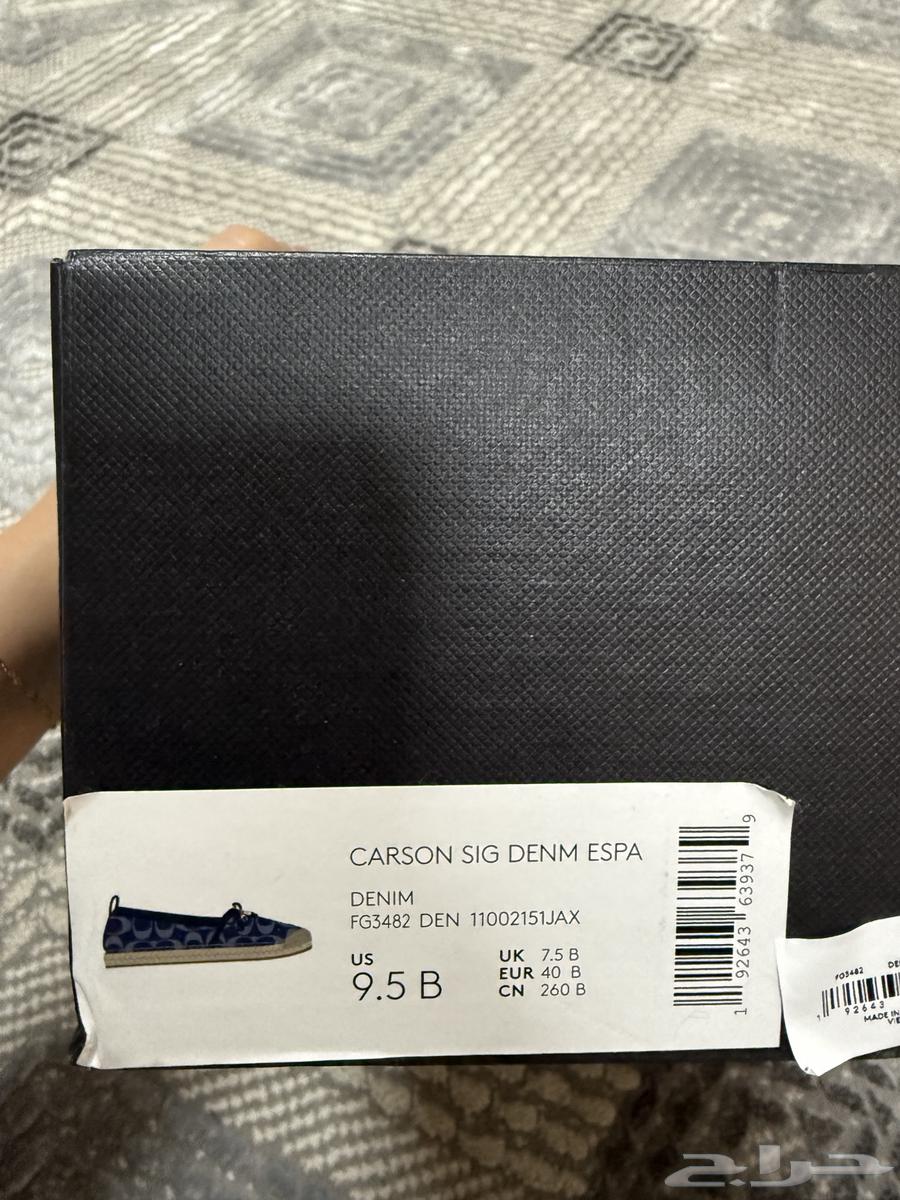 CARSON SIG DENM ESPA
DENIM
FG3482 DEN 11002151JAX
US
9.5 B
UK 7.5 B
EUR 40 B
CN 260 B
1 92643 63937 9
FG3482
1 92643
MADE IN
حراج